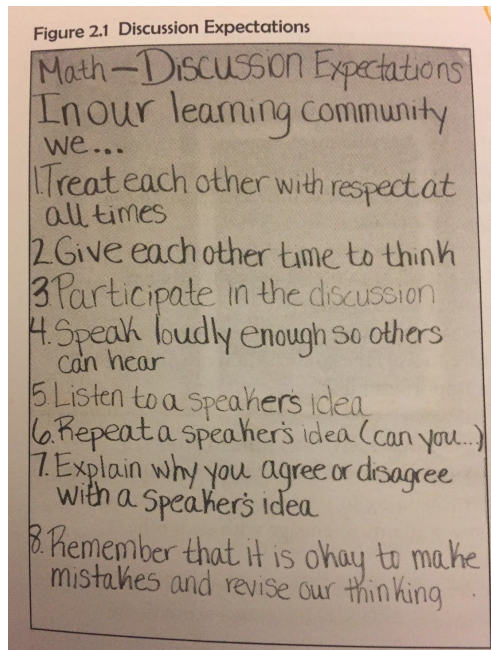 Figure 2.1 Discussion Expectations
Math—Discussion Expectations
In our learning community
we...
1. Treat each other with respect at
all times
2. Give each other time to think
3 Participate in the discussion
4. Speak loudly enough so others
can hear
5. Listen to a speaker's idea
6. Repeat a speaker's idea (can you...)
7. Explain why you agree or disagree
with a speaker's idea
8. Remember that it is okay to make
mistakes and revise our thinking